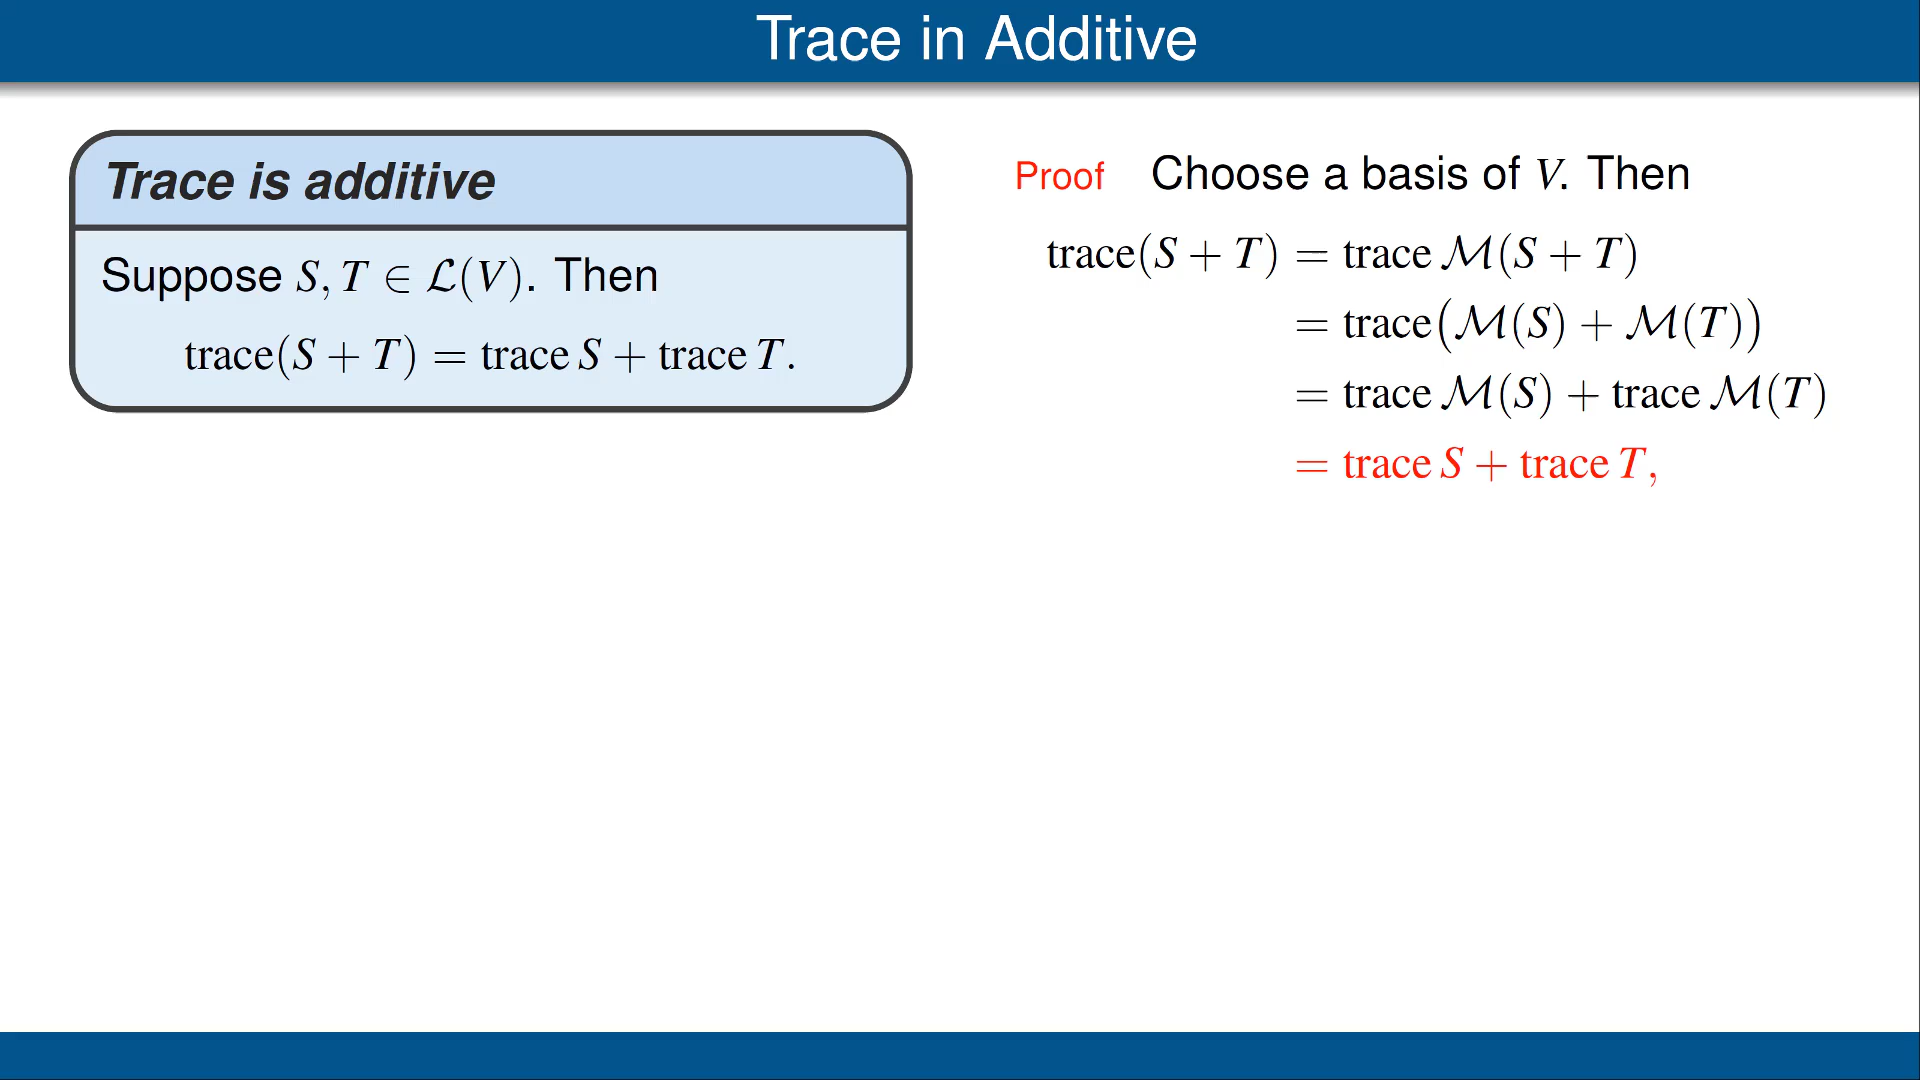 Trace in Additive
Trace is additive
Suppose S, T ∈ ℒ(V). Then
trace(S + T) = trace S + trace T.
Proof Choose a basis of V. Then
trace(S + T) = trace ℳ(S + T)
= trace(ℳ(S) + ℳ(T))
= trace ℳ(S) + trace ℳ(T)
= trace S + trace T,